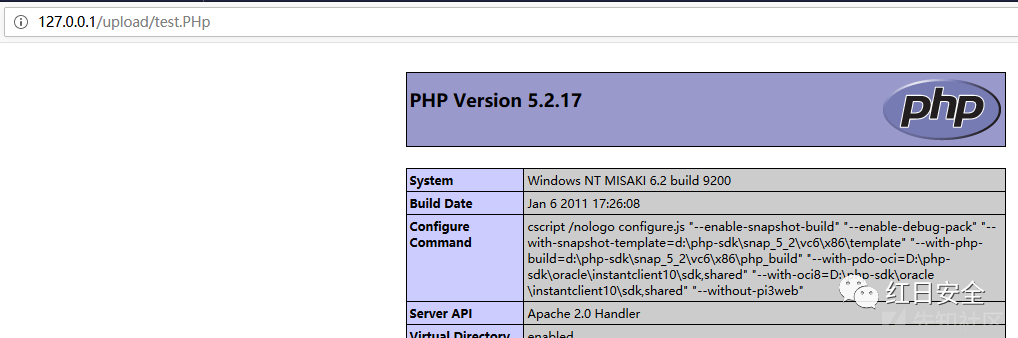 127.0.0.1/upload/test.PHp
PHP Version 5.2.17
php
System Windows NT MISAKI 6.2 build 9200
Build Date Jan 6 2011 17:26:08
Configure cscript /nologo configure.js "--enable-snapshot-build" "--enable-debug-pack" "--
Command with-snapshot-template=d:\php-sdk\snap_5_2\vc6\x86\template" "--with-php-
build=d:\php-sdk\snap_5_2\vc6\x86\php_build" "--with-pdo-oci=D:\php-
sdk\oracle\instantclient10\sdk,shared" "--with-oci8=D:\php-sdk\oracle
\instantclient10\sdk,shared" "--without-pi3web"
红日安全
Server API Apache 2.0 Handler
先知社区
Virtual Directory enabled